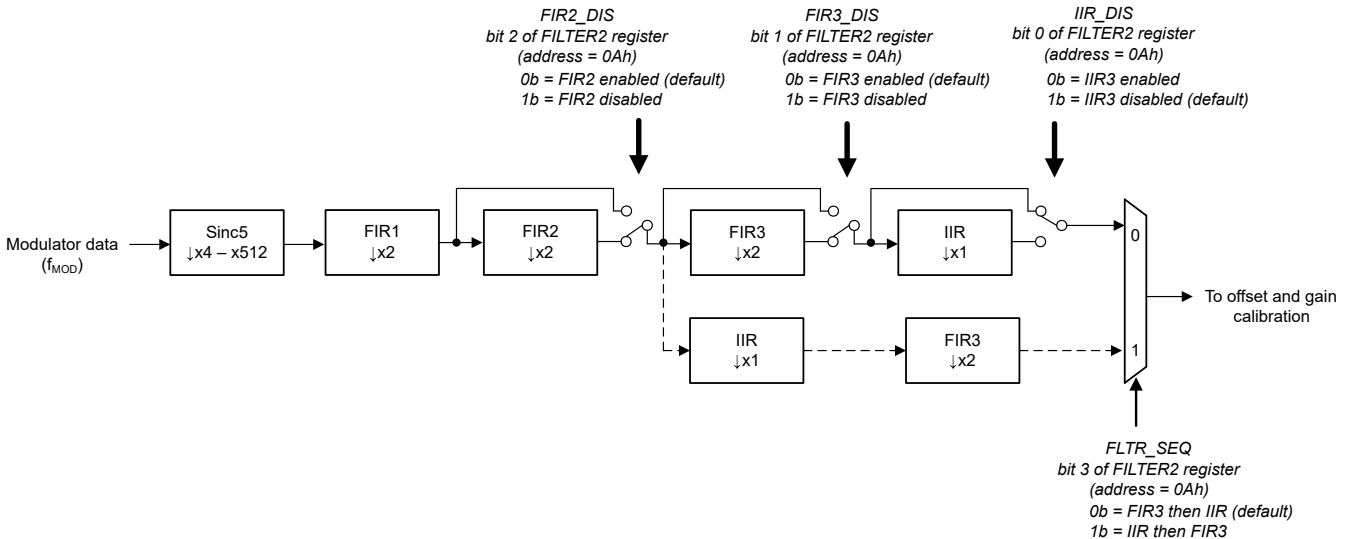 FIR2_DIS
bit 2 of FILTER2 register
(address = 0Ah)
0b = FIR2 enabled (default)
1b = FIR2 disabled
FIR3_DIS
bit 1 of FILTER2 register
(address = 0Ah)
0b = FIR3 enabled (default)
1b = FIR3 disabled
IIR_DIS
bit 0 of FILTER2 register
(address = 0Ah)
0b = IIR3 enabled
1b = IIR3 disabled (default)
Modulator data
(fMOD)
Sinc5
↓x4 – x512
FIR1
↓x2
FIR2
↓x2
FIR3
↓x2
IIR
↓x1
0
To offset and gain
calibration
IIR
↓x1
FIR3
↓x2
1
FLTR_SEQ
bit 3 of FILTER2 register
(address = 0Ah)
0b = FIR3 then IIR (default)
1b = IIR then FIR3